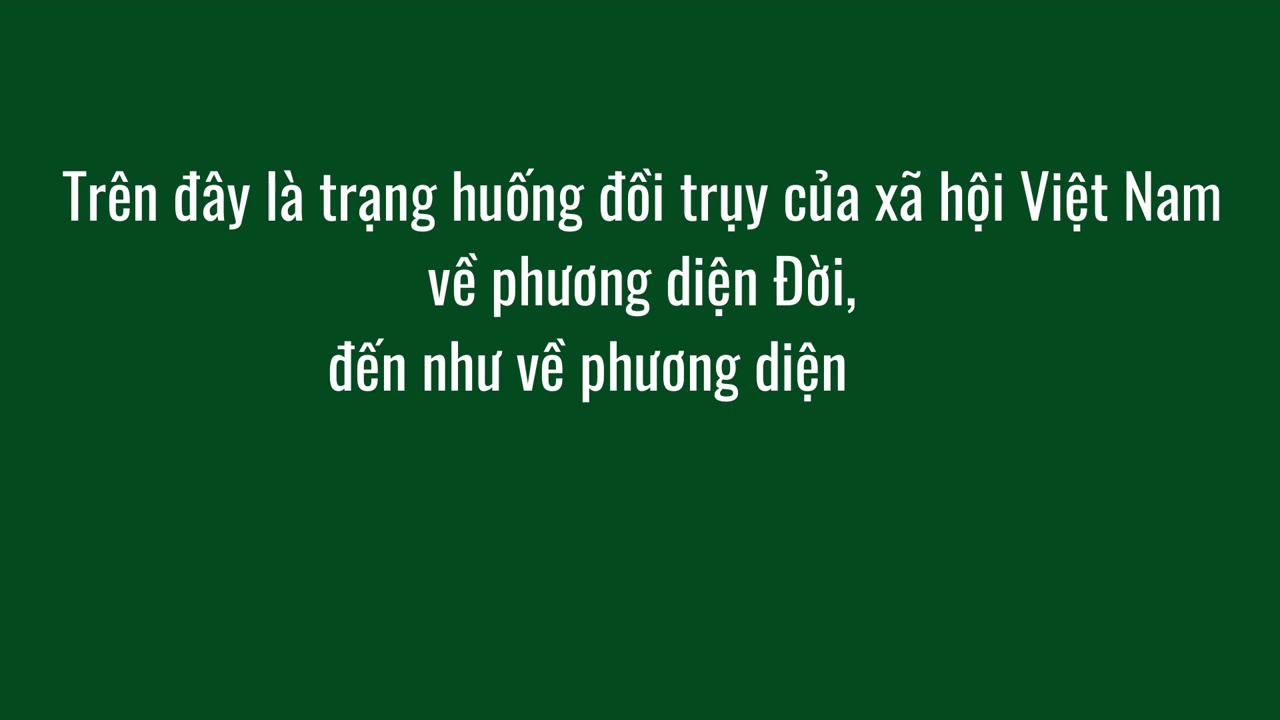 Trên đây là trạng huống đồi trụy của xã hội Việt Nam
về phương diện Đời,
đến như về phương diện